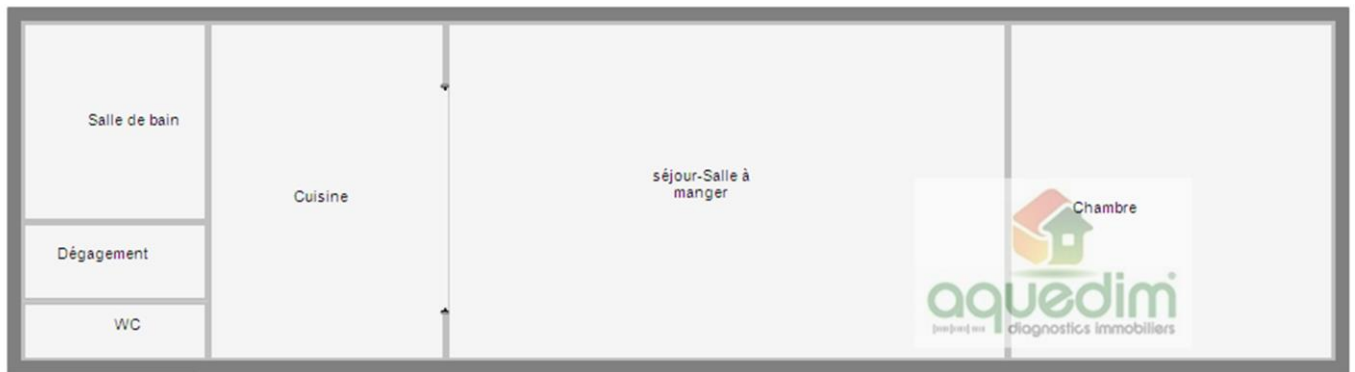 Salle de bain
Cuisine
séjour-Salle à
manger
Chambre
Dégagement
WC
aquedim
diagnostics immobiliers